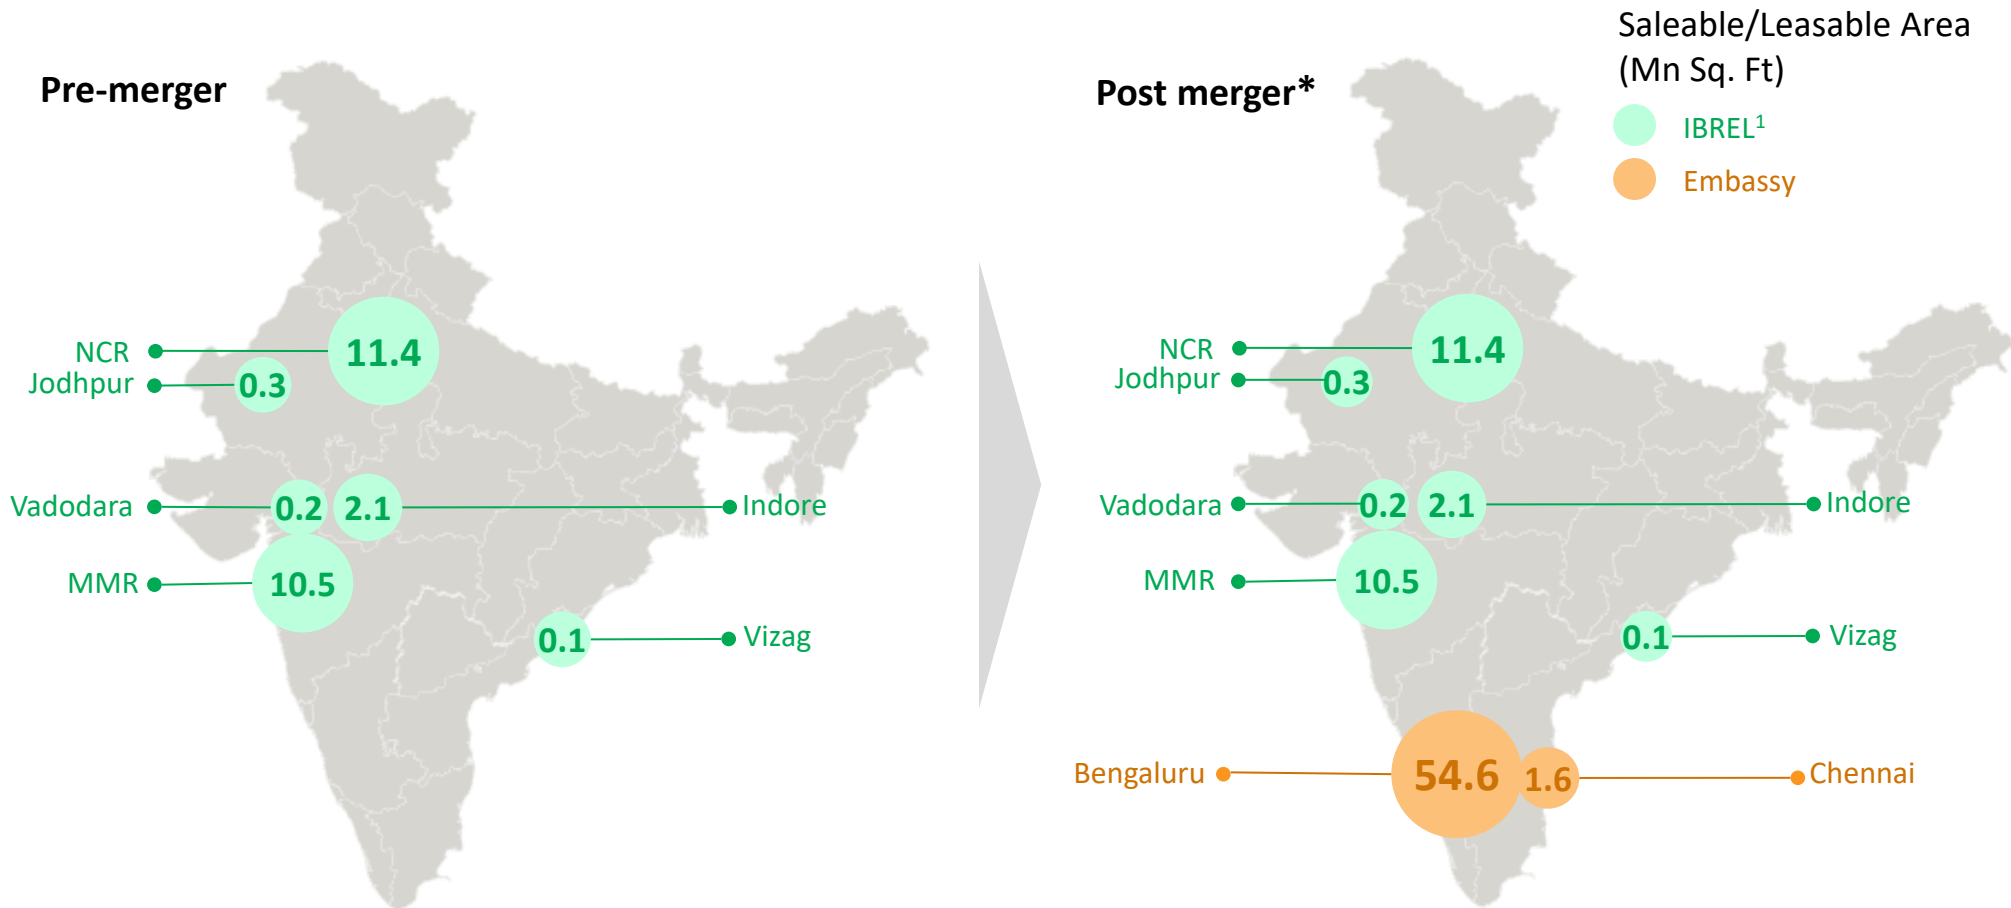 Pre-merger
NCR
11.4
Jodhpur
0.3
Vadodara
0.2
2.1
Indore
MMR
10.5
0.1
Vizag
Post merger*
Saleable/Leasable Area
(Mn Sq. Ft)
IBREL¹
Embassy
NCR
11.4
Jodhpur
0.3
Vadodara
0.2
2.1
Indore
MMR
10.5
0.1
Vizag
Bengaluru
54.6
1.6
Chennai